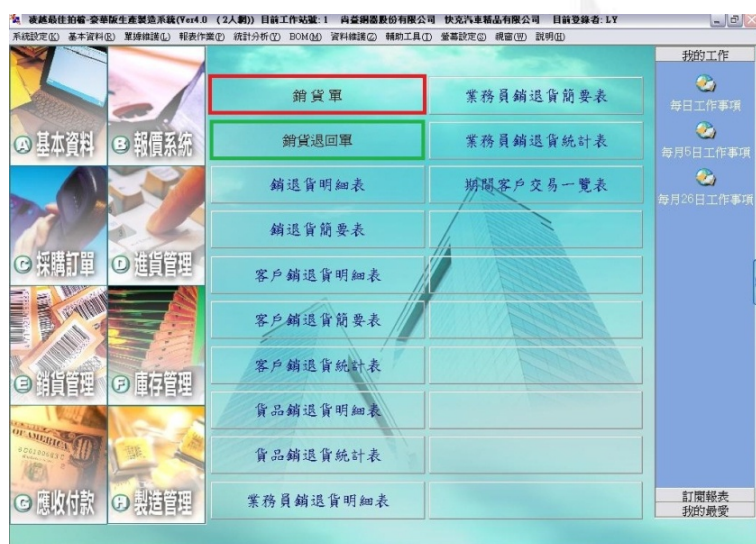 凌越最佳拍檔-豪華版生產製造系統(Ver4.0 （2人網）) 目前工作站號: 1 尚益銅器股份有限公司 快克汽車精品有限公司 目前登錄者: LY
系統設定(K) 基本資料(R) 單據維護(L) 報表作業(P) 統計分析(Y) BOM(M) 資料維護(Z) 輔助工具(T) 螢幕設定(S) 視窗(W) 說明(H)
我的工作
每日工作事項
每月5日工作事項
每月26日工作事項
訂閱報表
我的最愛
A 基本資料
B 報價系統
C 採購訂單
D 進貨管理
E 銷貨管理
F 庫存管理
G 應收付款
製造管理
銷貨單
銷貨退回單
銷退貨明細表
銷退貨簡要表
客戶銷退貨明細表
客戶銷退貨簡要表
客戶銷退貨統計表
貨品銷退貨明細表
貨品銷退貨統計表
業務員銷退貨明細表
業務員銷退貨簡要表
業務員銷退貨統計表
期間客戶交易一覽表